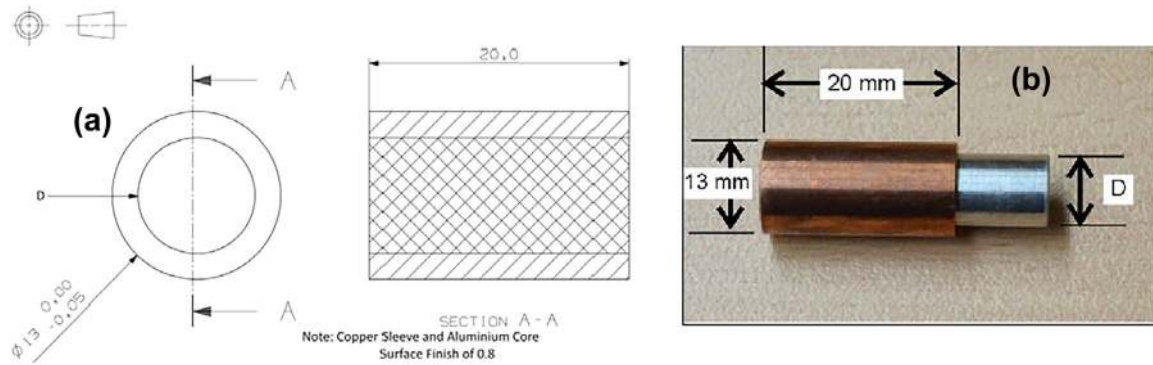 (a)
A
D
Ø13 0,00
-0,05
A
20,0
SECTION A-A
Note: Copper Sleeve and Aluminium Core
Surface Finish of 0.8
(b)
20 mm
13 mm
D